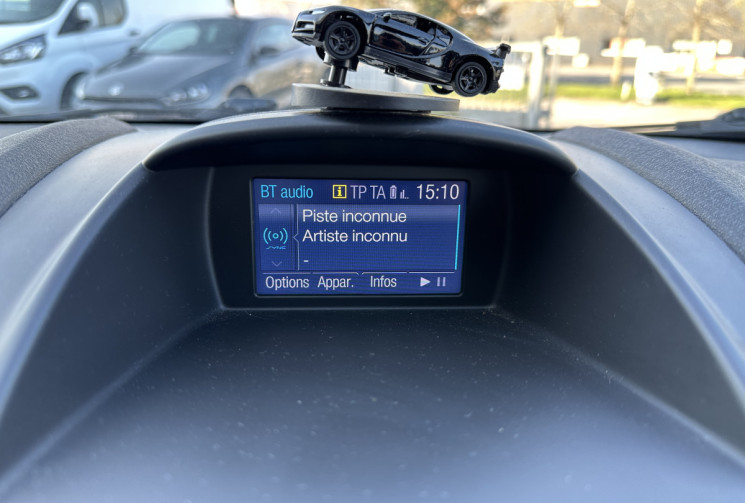 BT audio i TP TA 15:10
Piste inconnue
Artiste inconnu
-
Options Appar. Infos